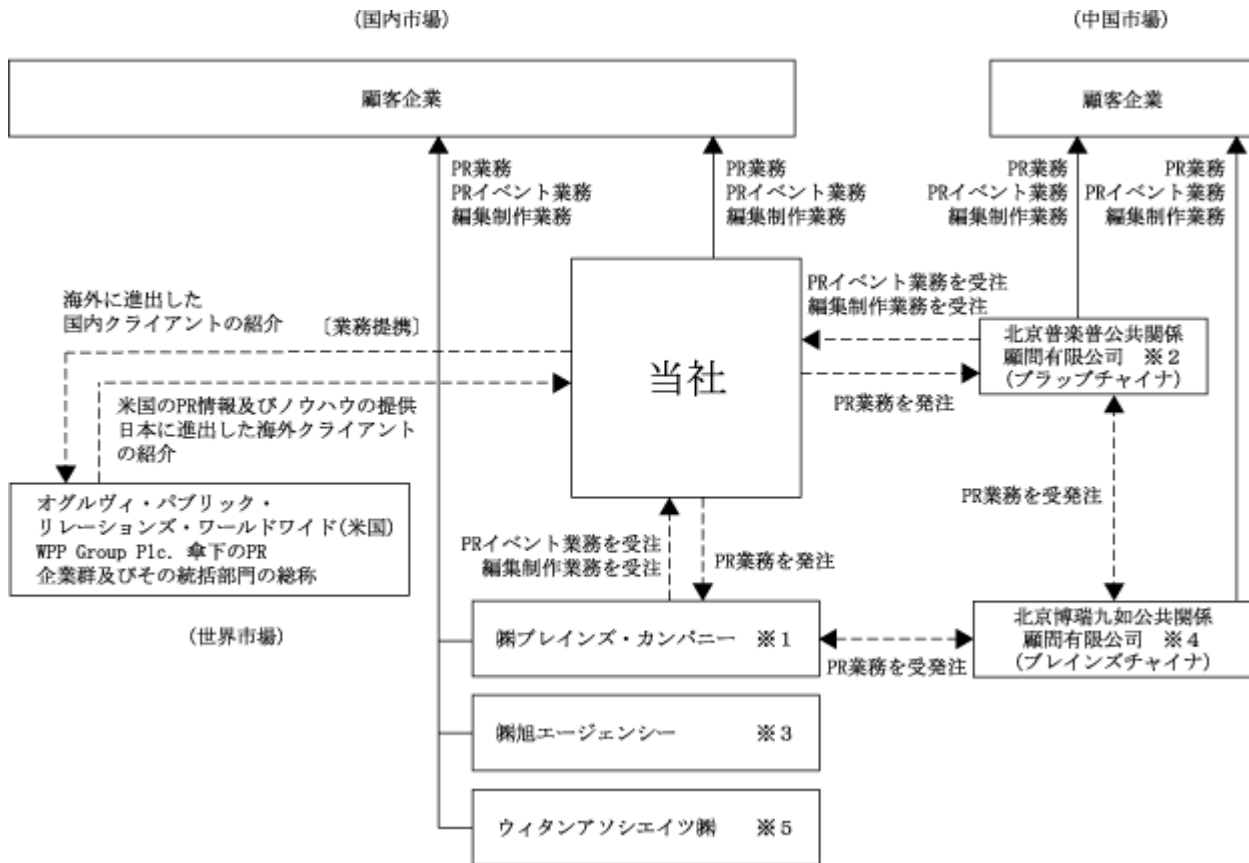 (国内市場)
(中国市場)
顧客企業
顧客企業
PR業務
PRイベント業務
編集制作業務
PR業務
PRイベント業務
編集制作業務
PR業務
PRイベント業務
編集制作業務
PR業務
PRイベント業務
編集制作業務
海外に進出した
国内クライアントの紹介
〔業務提携〕
当社
PRイベント業務を受注
編集制作業務を受注
北京普楽普公共関係
顧問有限公司 ※2
(プラップチャイナ)
PR業務を発注
米国のPR情報及びノウハウの提供
日本に進出した海外クライアント
の紹介
オグルヴィ・パブリック・
リレーションズ・ワールドワイド(米国)
WPP Group Plc. 傘下のPR
企業群及びその統括部門の総称
(世界市場)
PRイベント業務を受注
編集制作業務を受注
PR業務を発注
PR業務を受発注
㈱ブレインズ・カンパニー ※1
PR業務を受発注
北京博瑞九如公共関係
顧問有限公司 ※4
(ブレインズチャイナ)
㈱旭エージェンシー ※3
ウィタンアソシエイツ㈱ ※5